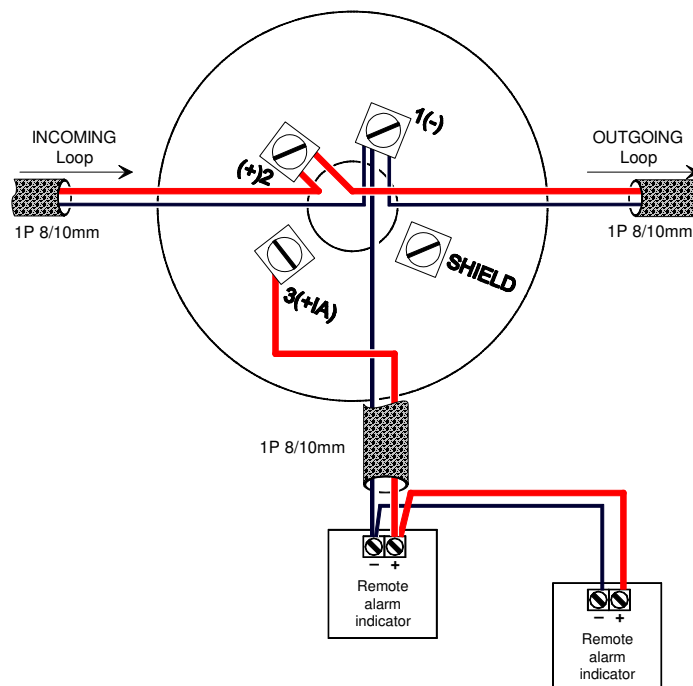 1(-)
INCOMING
Loop
OUTGOING
Loop
(+)2
1P 8/10mm
1P 8/10mm
SHIELD
3(+IA)
1P 8/10mm
– +
Remote
alarm
indicator
– +
Remote
alarm
indicator